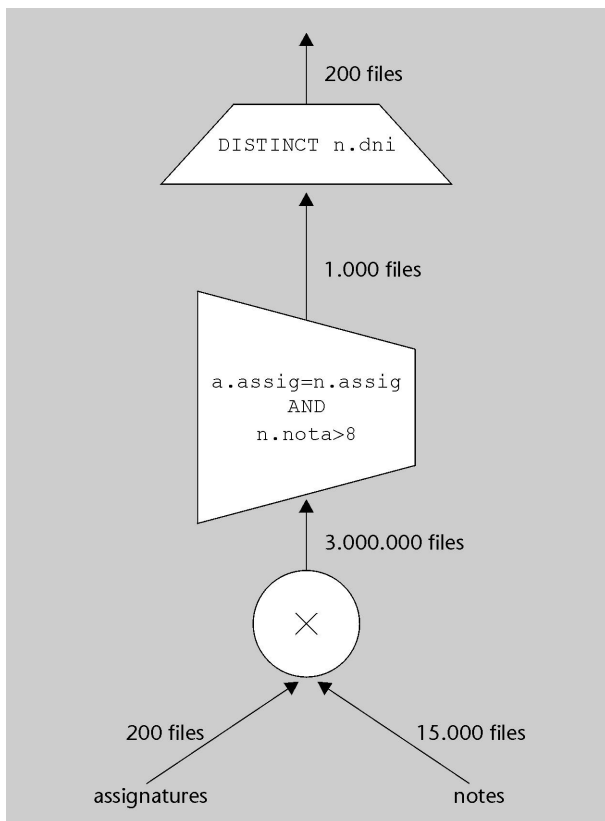 200 files
DISTINCT n.dni
1.000 files
a.assig=n.assig
AND
n.nota>8
3.000.000 files
×
200 files
15.000 files
assignatures
notes